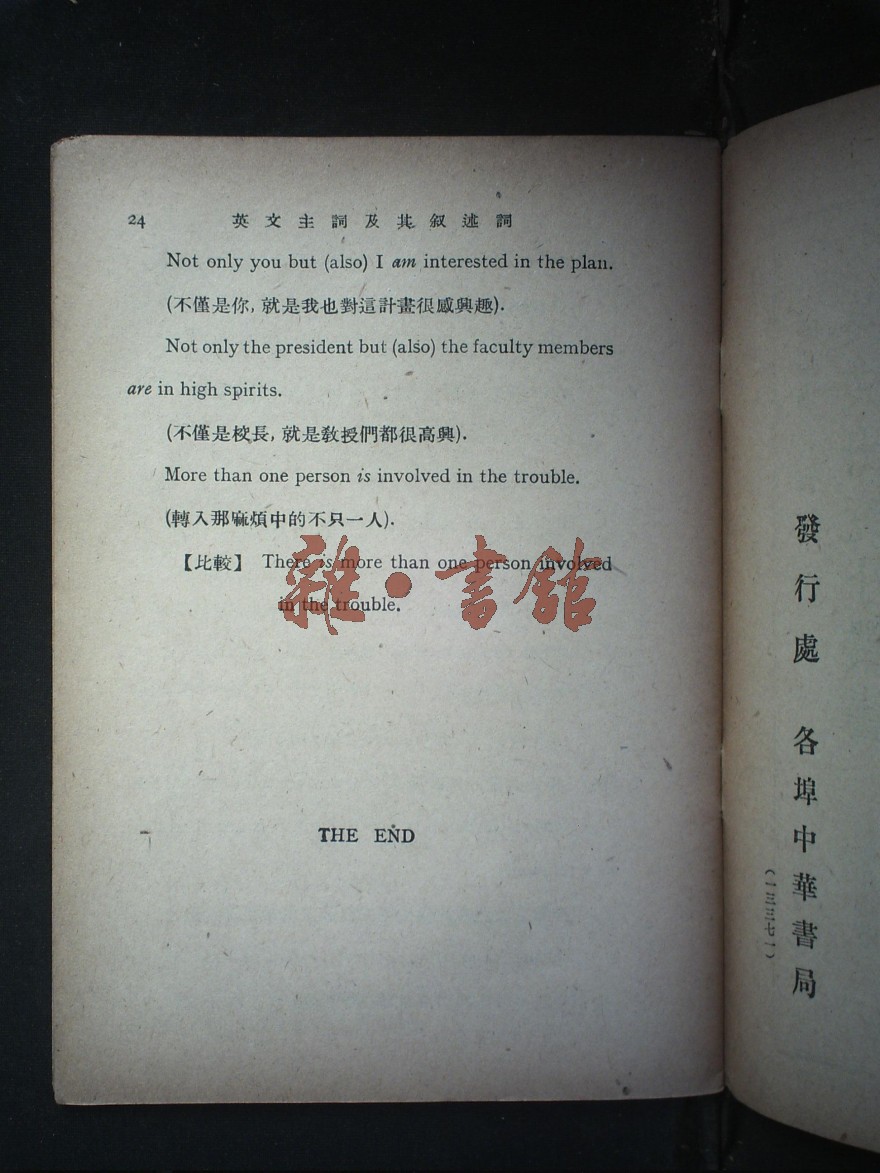 24 英文主詞及其叙述詞
Not only you but (also) I am interested in the plan.
(不僅是你, 就是我也對這計畫很感興趣).
Not only the president but (also) the faculty members
are in high spirits.
(不僅是校長, 就是敎授們都很高興).
More than one person is involved in the trouble.
(轉入那麻煩中的不只一人).
【比較】 There is more than one person involved
in the trouble.
雜·書館
THE END
發行處 各埠中華書局
(一三三七一)